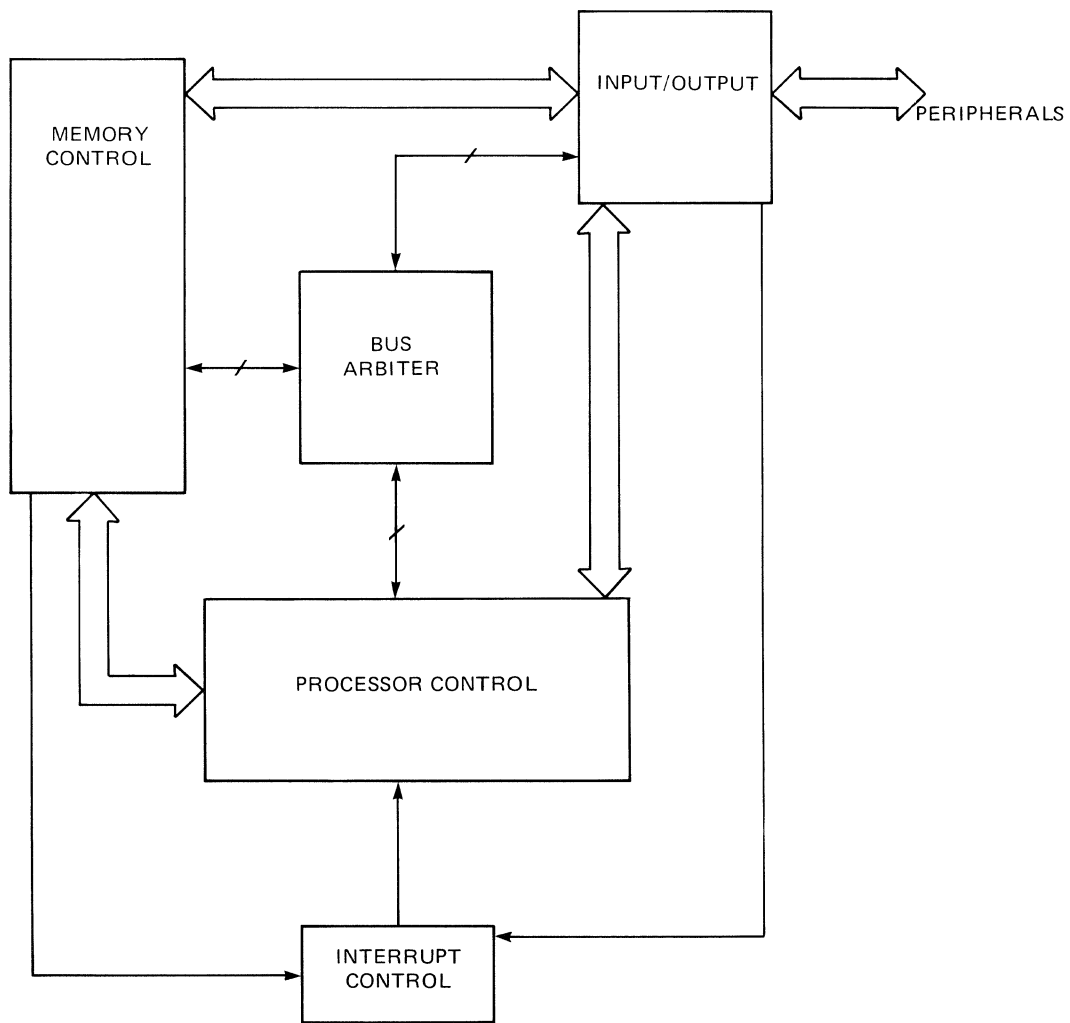 INPUT/OUTPUT
PERIPHERALS
MEMORY
CONTROL
BUS
ARBITER
PROCESSOR CONTROL
INTERRUPT
CONTROL